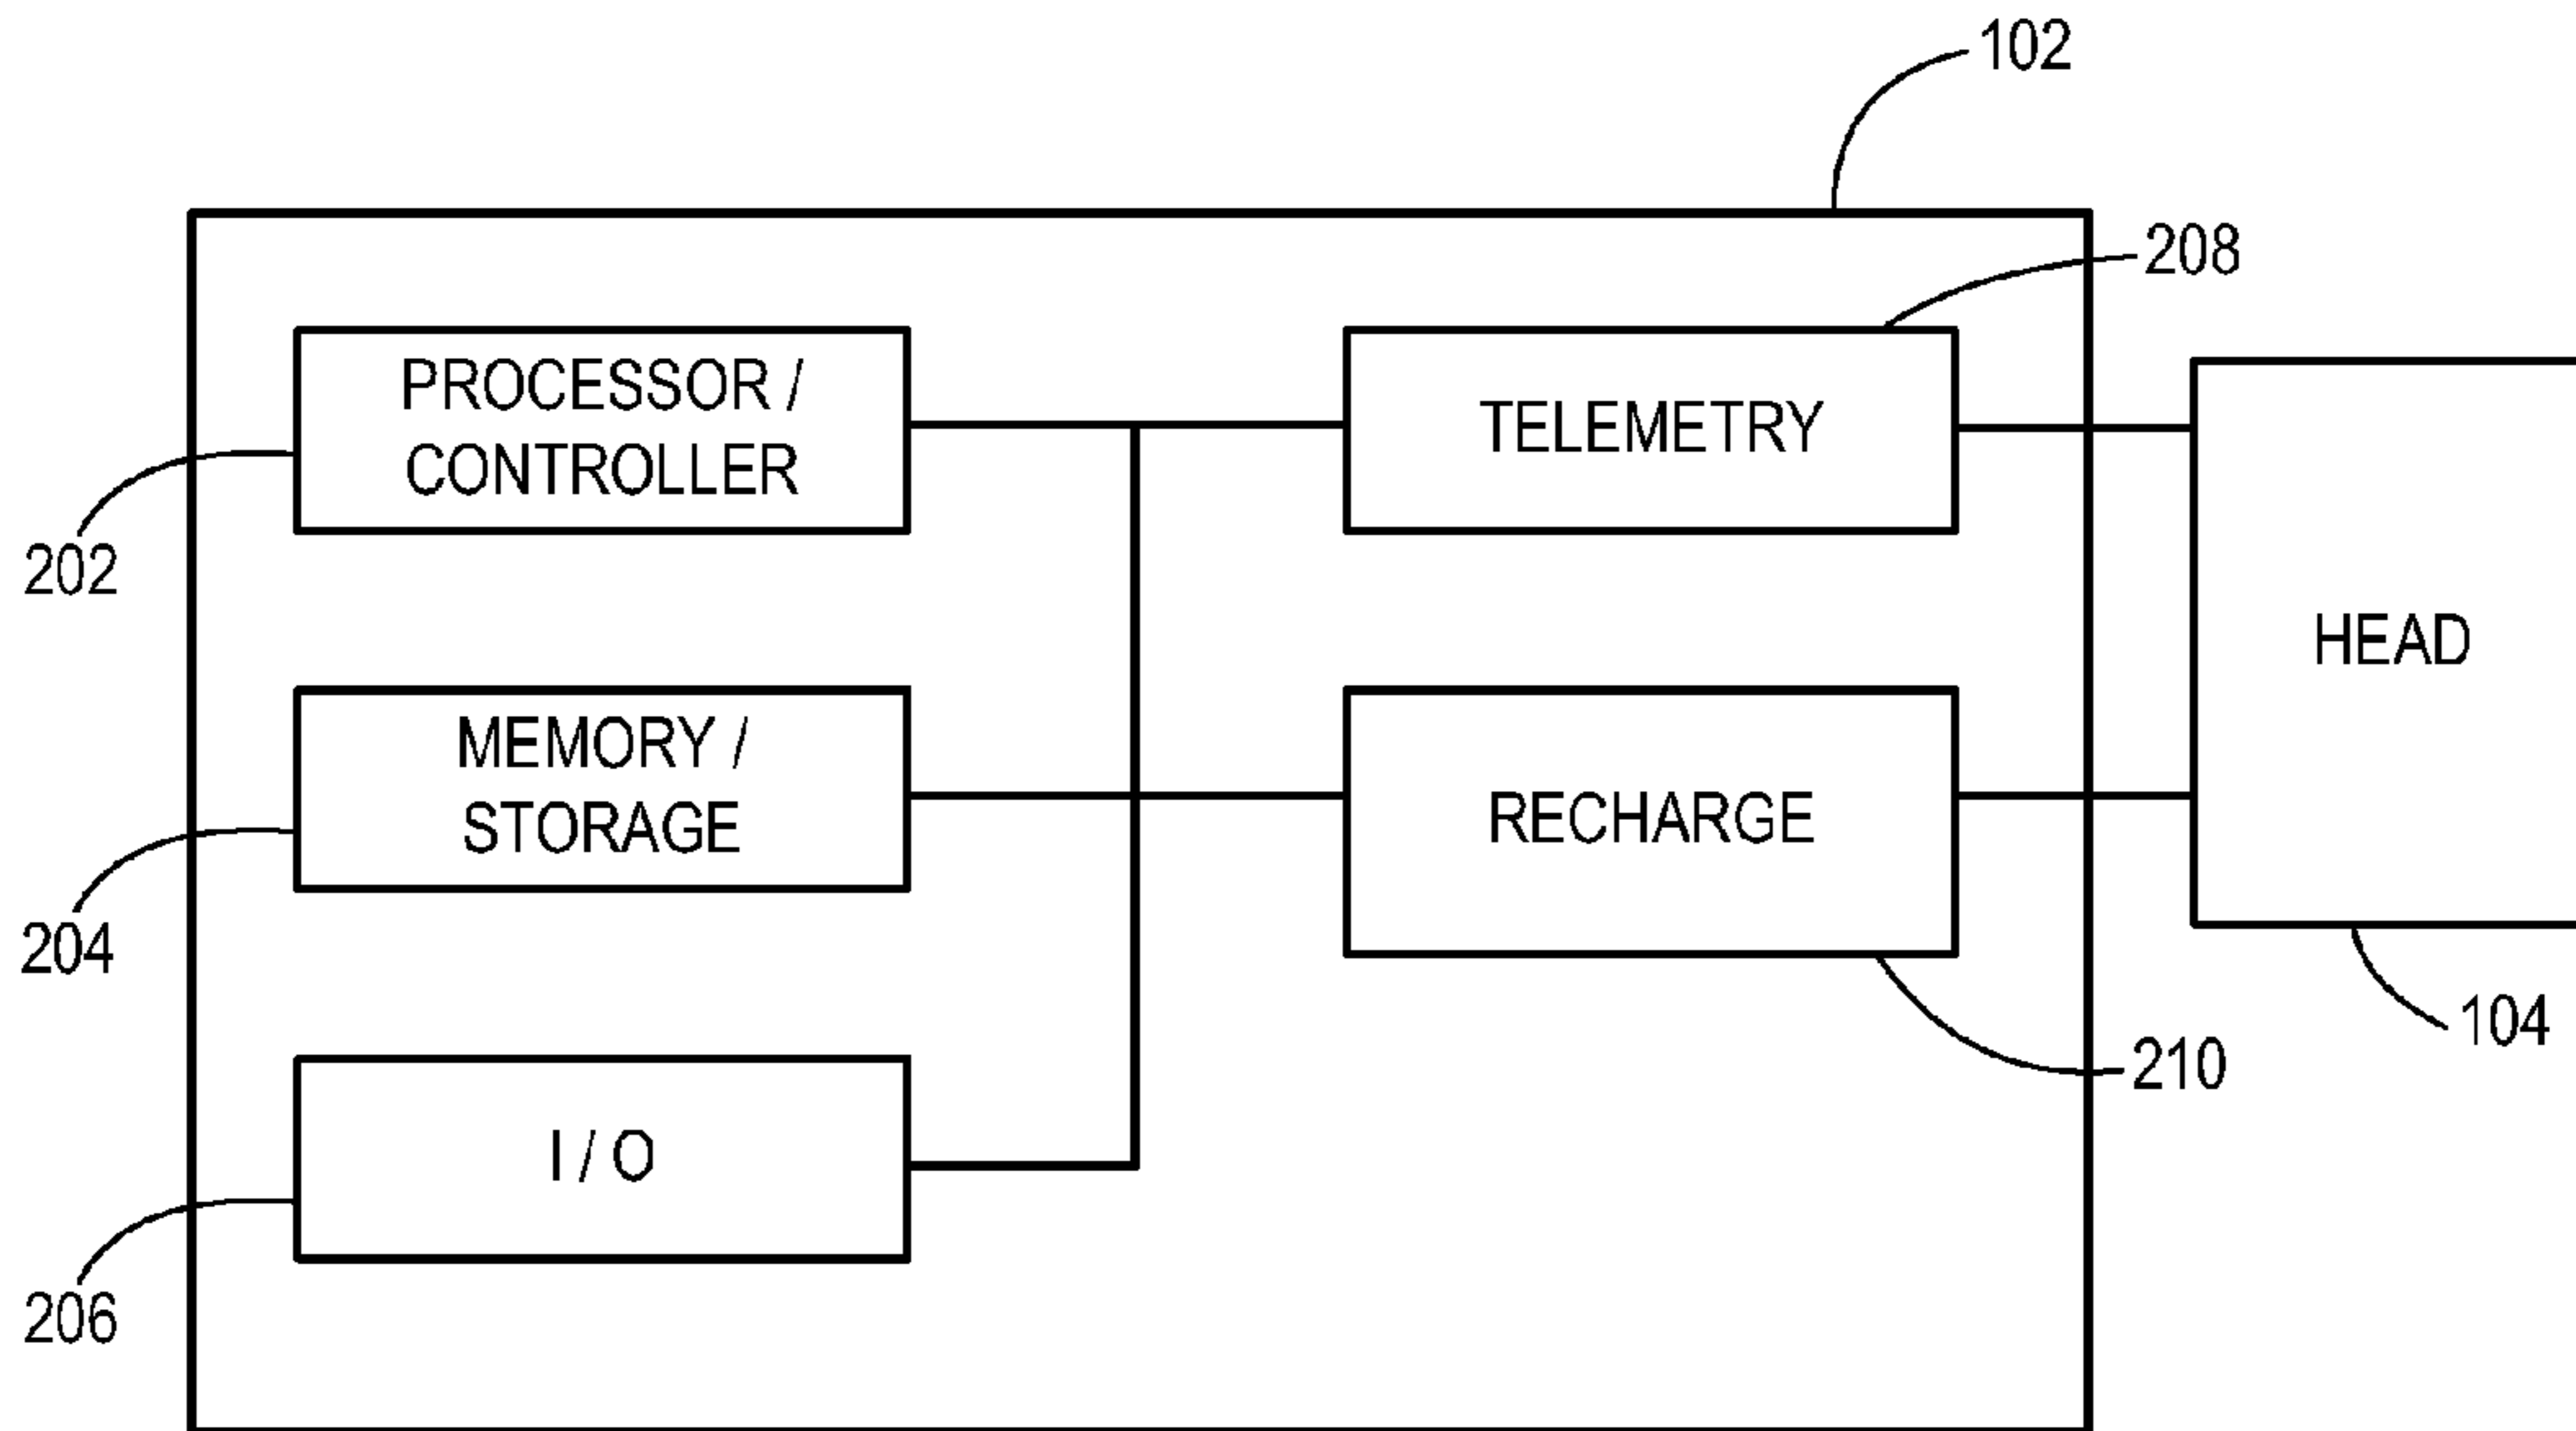 102
208
PROCESSOR /
CONTROLLER
TELEMETRY
202
HEAD
MEMORY /
STORAGE
RECHARGE
204
104
210
I / O
206